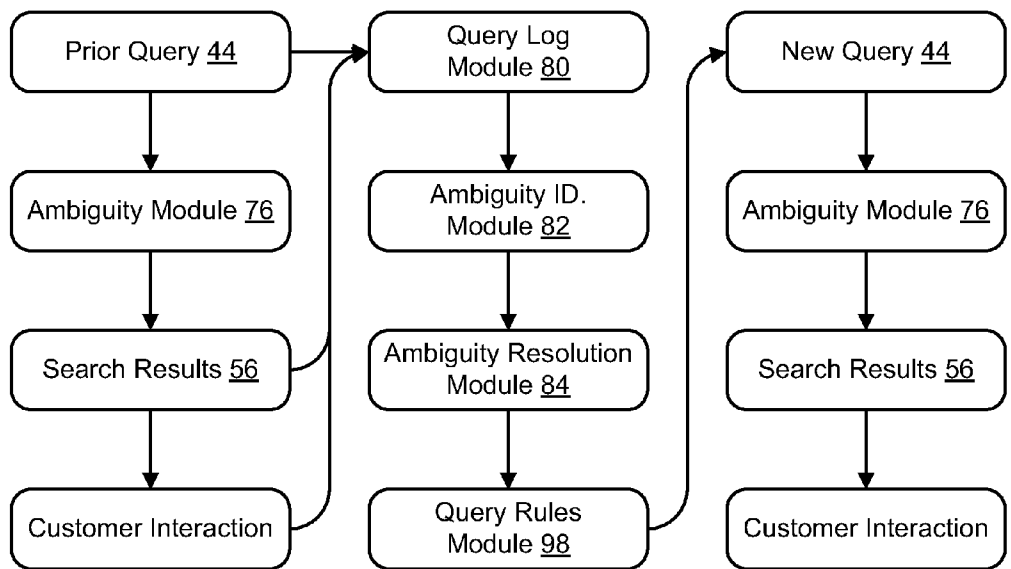 Prior Query 44
Ambiguity Module 76
Search Results 56
Customer Interaction
Query Log
Module 80
Ambiguity ID.
Module 82
Ambiguity Resolution
Module 84
Query Rules
Module 98
New Query 44
Ambiguity Module 76
Search Results 56
Customer Interaction